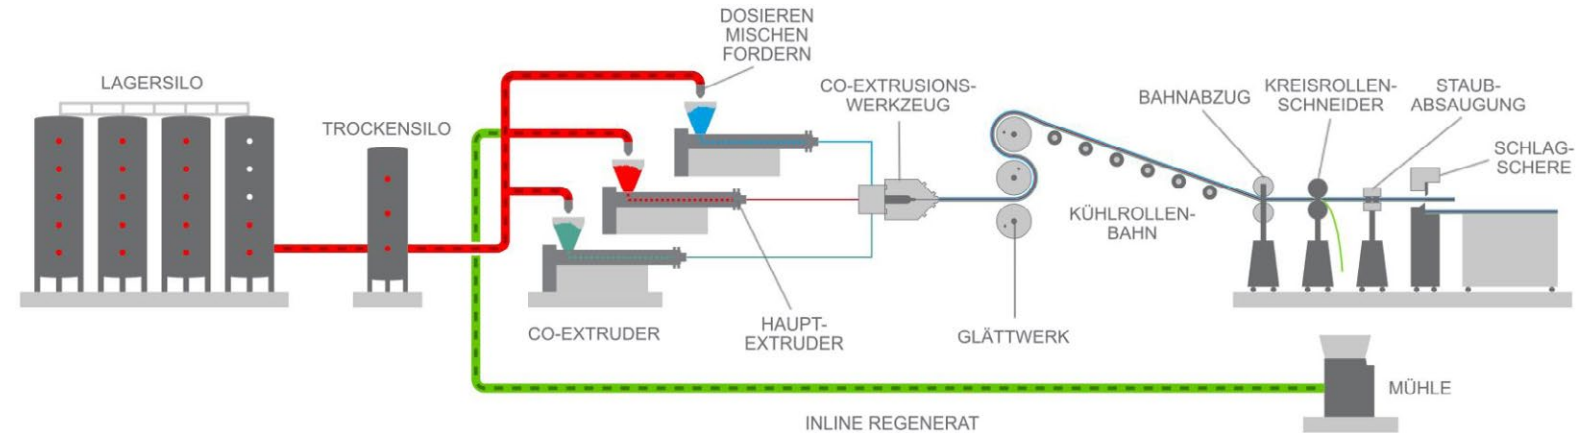 DOSIEREN
MISCHEN
FORDERN
LAGERSILO
TROCKENSILO
CO-EXTRUSIONS-
WERKZEUG
BAHNABZUG
KREISROLLEN-
SCHNEIDER
STAUB-
ABSAUGUNG
SCHLAG-
SCHERE
KÜHLROLLEN-
BAHN
CO-EXTRUDER
HAUPT-
EXTRUDER
GLÄTTWERK
MÜHLE
INLINE REGENERAT